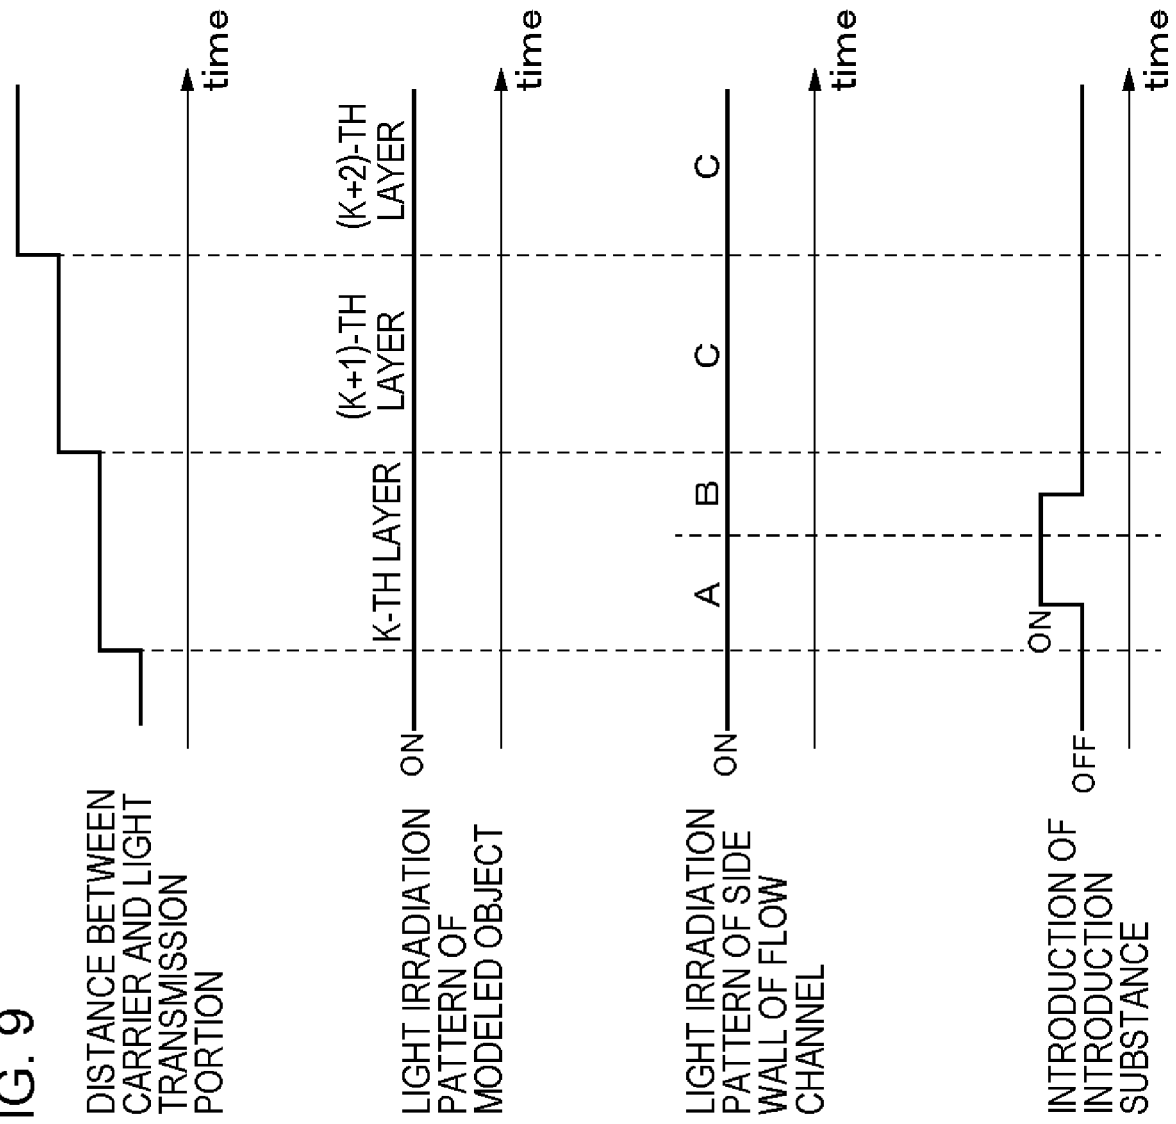 IG. 9
DISTANCE BETWEEN
CARRIER AND LIGHT
TRANSMISSION
PORTION
time
LIGHT IRRADIATION
PATTERN OF
MODELED OBJECT
ON
K-TH LAYER
(K+1)-TH
LAYER
(K+2)-TH
LAYER
time
LIGHT IRRADIATION
PATTERN OF SIDE
WALL OF FLOW
CHANNEL
ON
A
B
C
C
time
INTRODUCTION OF
INTRODUCTION
SUBSTANCE
OFF
ON
time